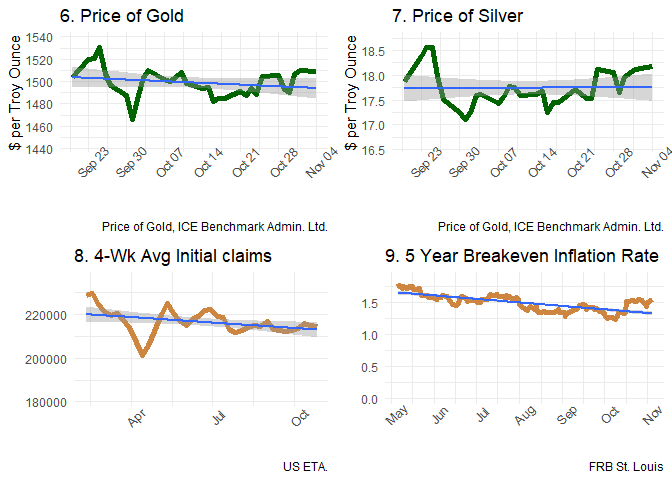 6. Price of Gold
$ per Troy Ounce
1540
1520
1500
1480
1460
1440
Sep 23
Sep 30
Oct 07
Oct 14
Oct 21
Oct 28
Nov 04
Price of Gold, ICE Benchmark Admin. Ltd.
7. Price of Silver
$ per Troy Ounce
18.5
18.0
17.5
17.0
16.5
Sep 23
Sep 30
Oct 07
Oct 14
Oct 21
Oct 28
Nov 04
Price of Gold, ICE Benchmark Admin. Ltd.
8. 4-Wk Avg Initial claims
220000
200000
180000
Apr
Jul
Oct
US ETA.
9. 5 Year Breakeven Inflation Rate
1.5
1.0
0.5
0.0
May
Jun
Jul
Aug
Sep
Oct
Nov
FRB St. Louis